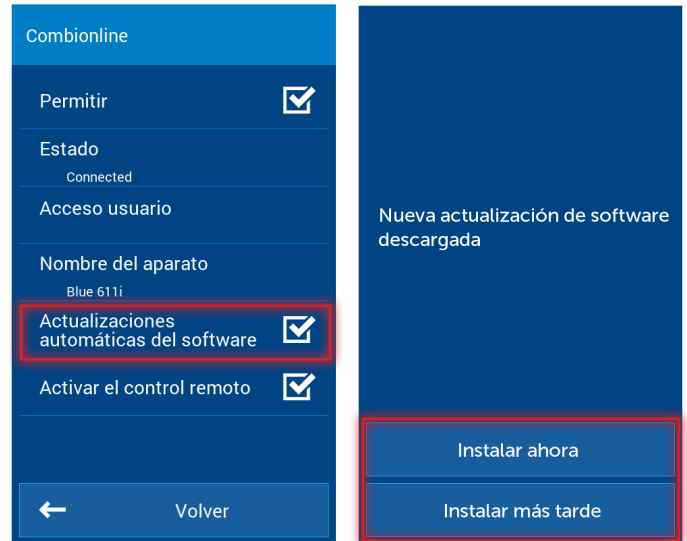 Combionline
Permitir
Estado
Connected
Acceso usuario
Nombre del aparato
Blue 611i
Actualizaciones
automáticas del software
Activar el control remoto
Volver
Nueva actualización de software
descargada
Instalar ahora
Instalar más tarde